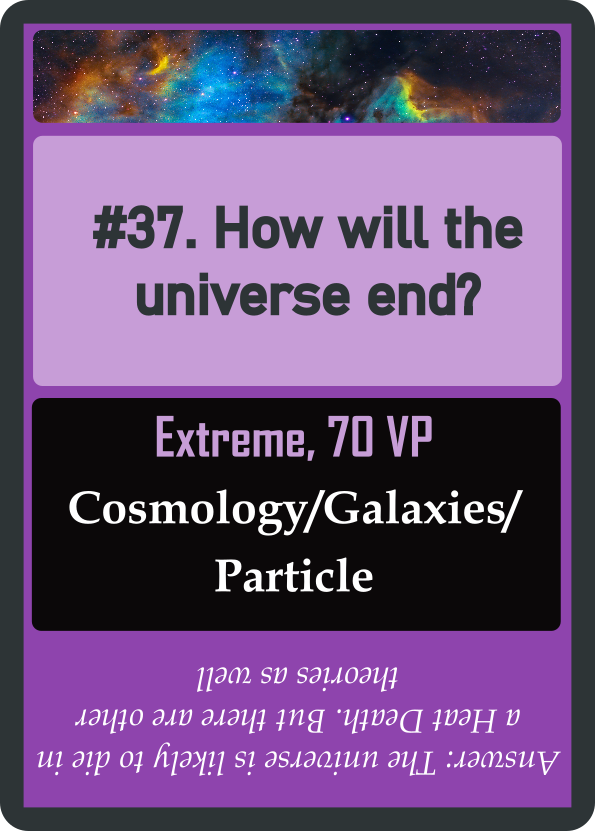 #37. How will the
universe end?
Extreme, 70 VP
Cosmology/Galaxies/
Particle
Answer: The universe is likely to die in
a Heat Death. But there are other
theories as well